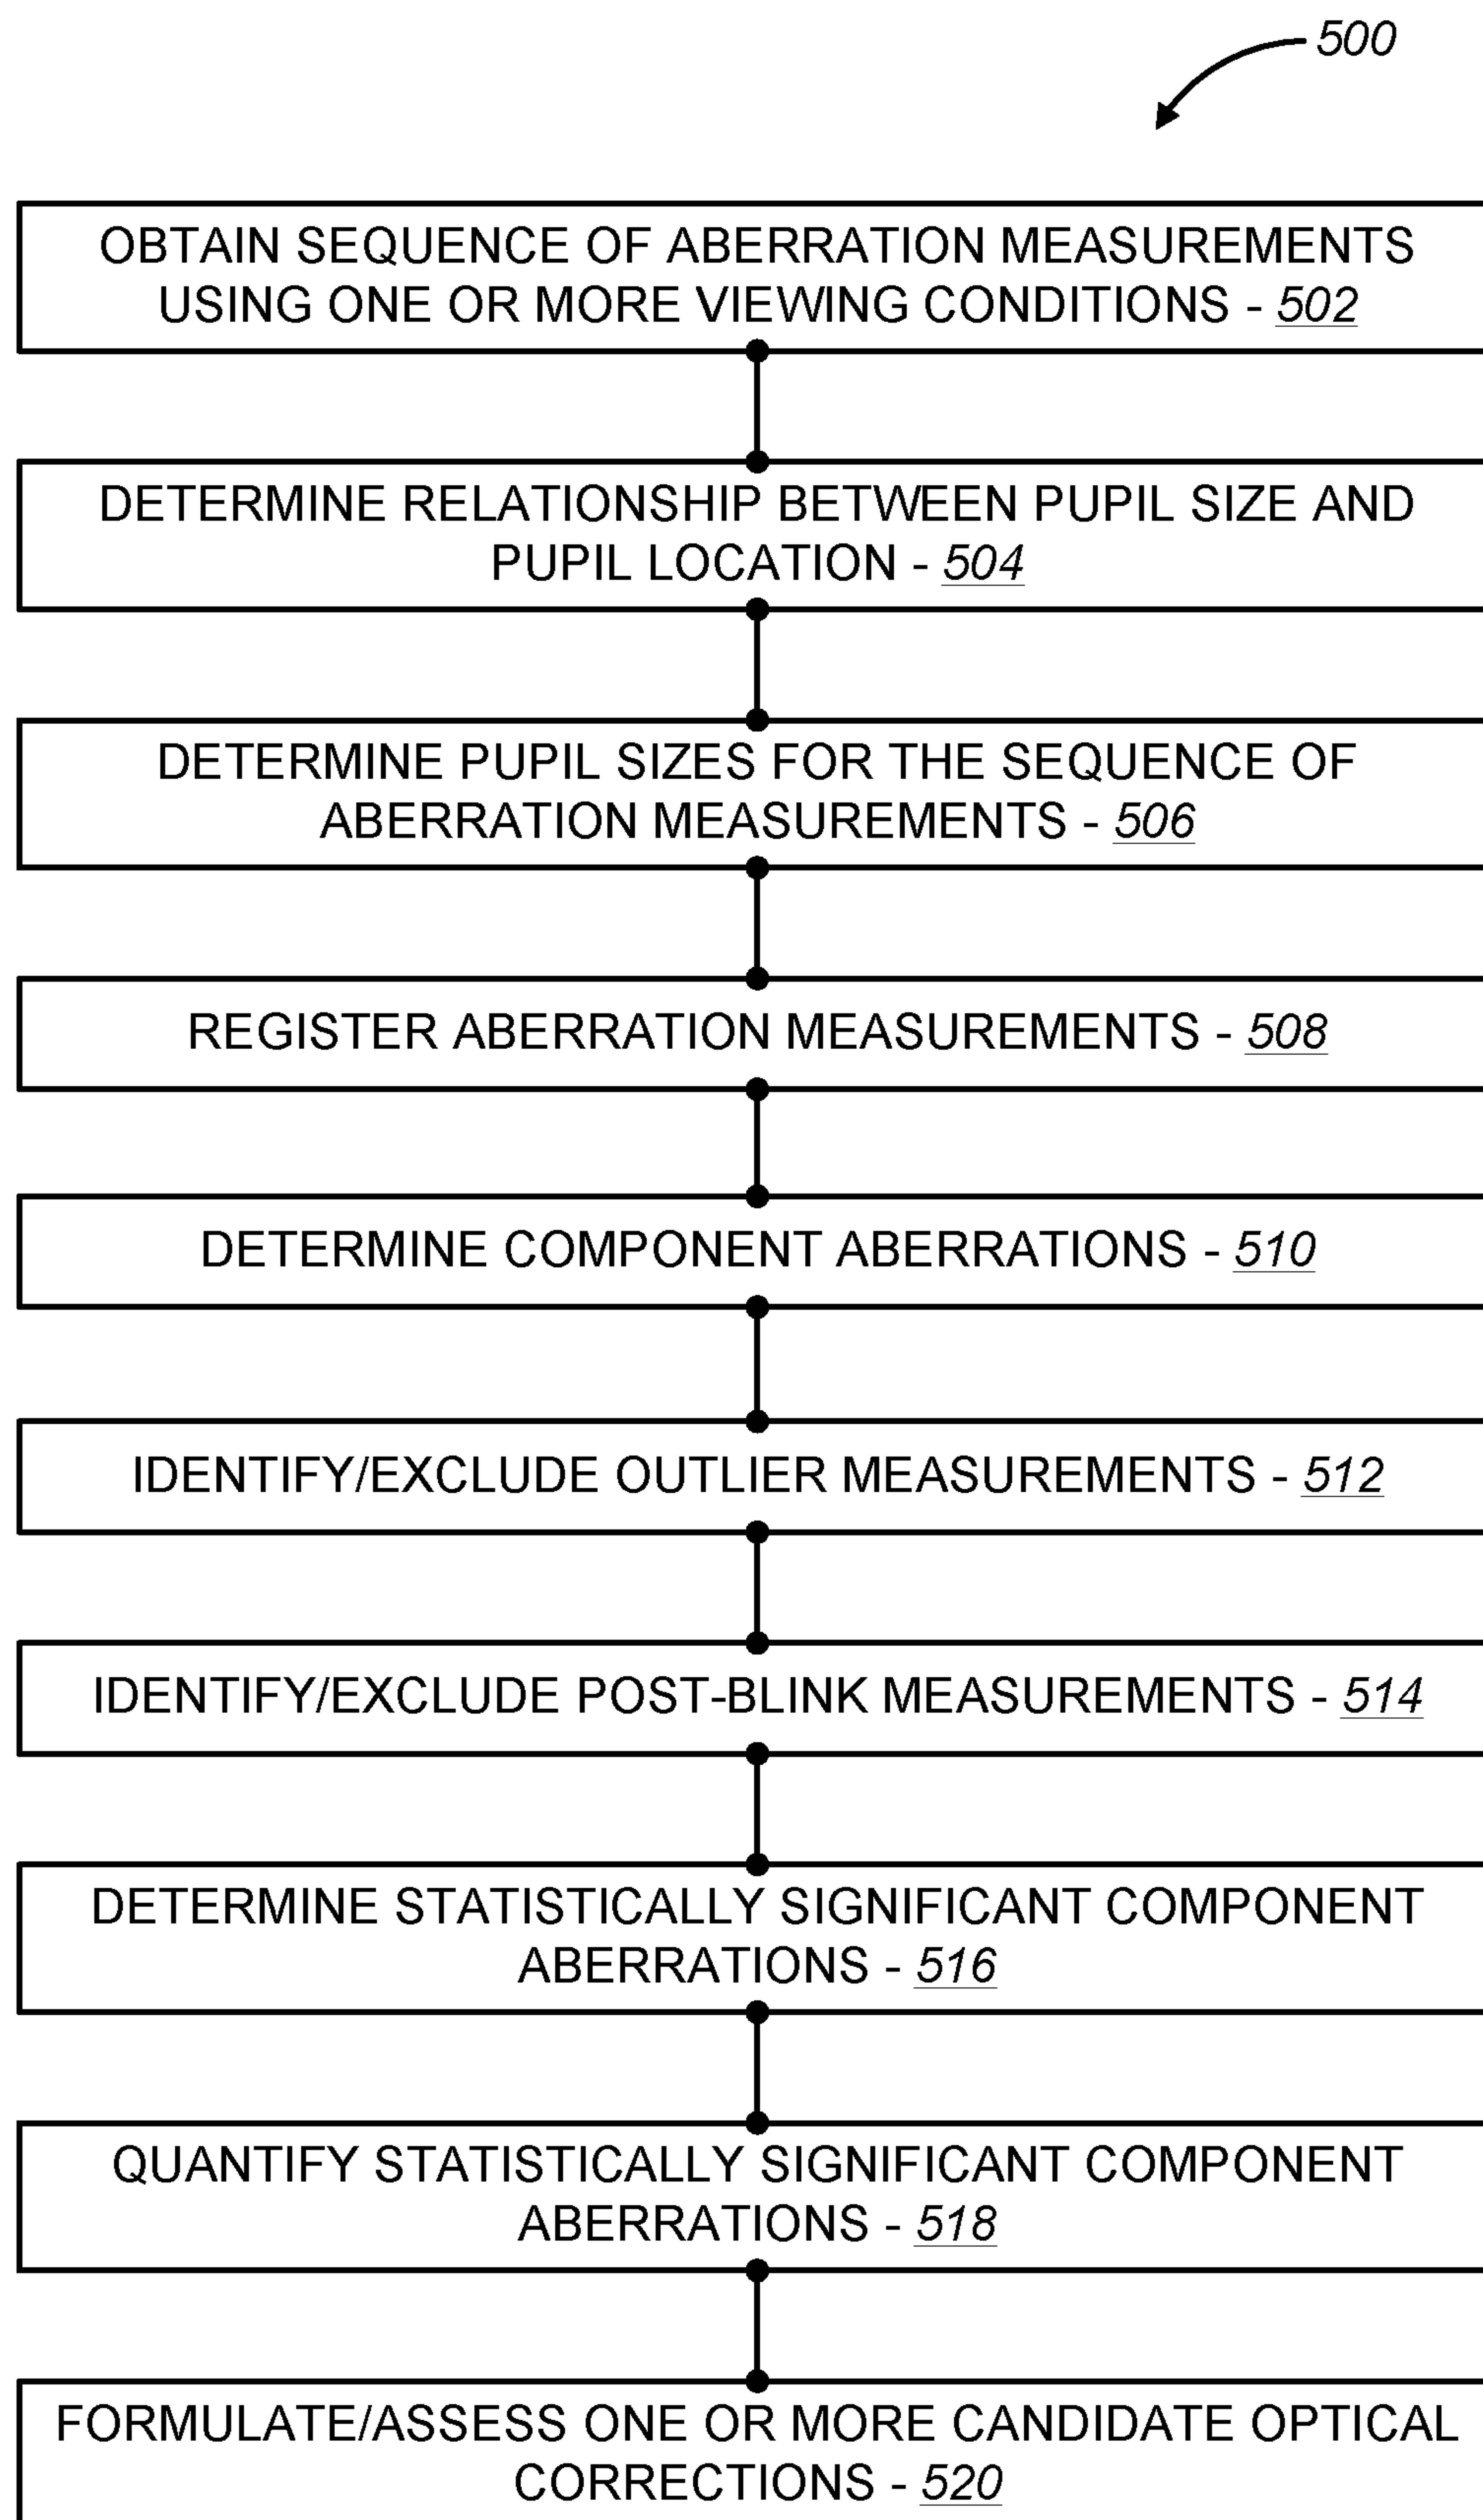 500
OBTAIN SEQUENCE OF ABERRATION MEASUREMENTS
USING ONE OR MORE VIEWING CONDITIONS - 502
DETERMINE RELATIONSHIP BETWEEN PUPIL SIZE AND
PUPIL LOCATION - 504
DETERMINE PUPIL SIZES FOR THE SEQUENCE OF
ABERRATION MEASUREMENTS - 506
REGISTER ABERRATION MEASUREMENTS - 508
DETERMINE COMPONENT ABERRATIONS - 510
IDENTIFY/EXCLUDE OUTLIER MEASUREMENTS - 512
IDENTIFY/EXCLUDE POST-BLINK MEASUREMENTS - 514
DETERMINE STATISTICALLY SIGNIFICANT COMPONENT
ABERRATIONS - 516
QUANTIFY STATISTICALLY SIGNIFICANT COMPONENT
ABERRATIONS - 518
FORMULATE/ASSESS ONE OR MORE CANDIDATE OPTICAL
CORRECTIONS - 520